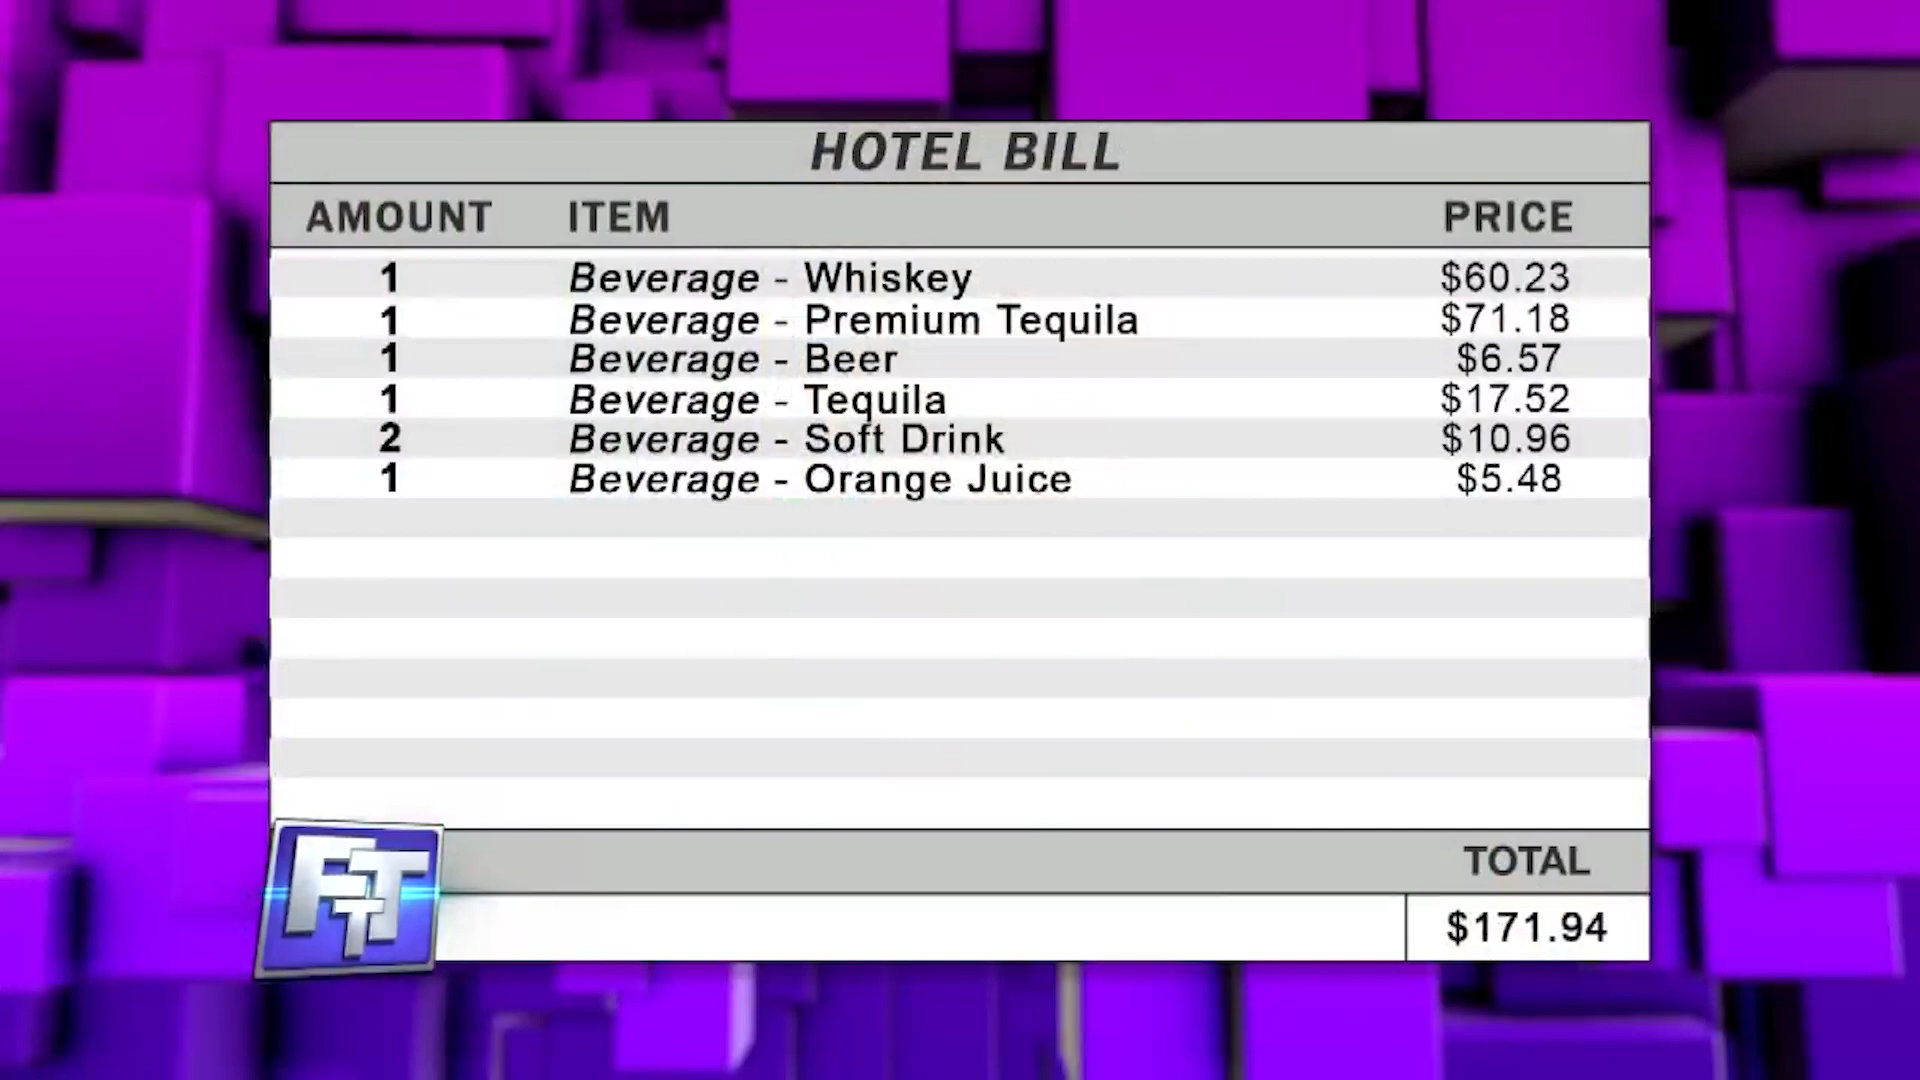 HOTEL BILL
AMOUNT ITEM PRICE
1 Beverage - Whiskey $60.23
1 Beverage - Premium Tequila $71.18
1 Beverage - Beer $6.57
1 Beverage - Tequila $17.52
2 Beverage - Soft Drink $10.96
1 Beverage - Orange Juice $5.48
TOTAL
$171.94
FTT